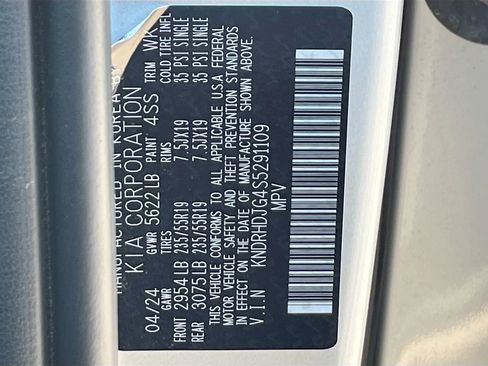 MANUFACTURED IN KOREA BY
KIA CORPORATION
04/24 GVWR 5622LB PAINT 4SS TRIM WK
GAWR TIRES RIMS COLD TIRE INFL
FRONT 2954LB 235/55R19 7.5JX19 35 PSI SINGLE
REAR 3075LB 235/55R19 7.5JX19 35 PSI SINGLE
THIS VEHICLE CONFORMS TO ALL APPLICABLE U.S.A FEDERAL
MOTOR VEHICLE SAFETY AND THEFT PREVENTION STANDARDS
IN EFFECT ON THE DATE OF MANUFACTURE SHOWN ABOVE.
V.I.N KNDRHDJG4S5291109
MPV